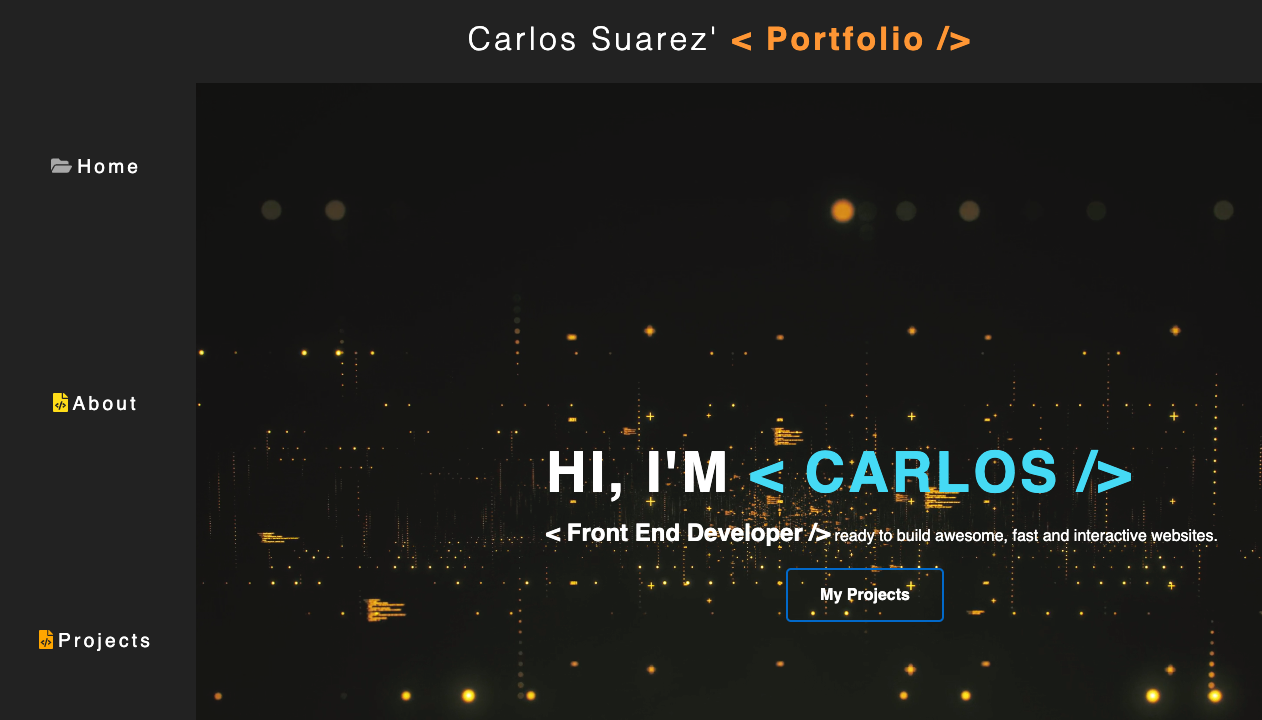 Carlos Suarez' < Portfolio />
Home
About
Projects
HI, I'M < CARLOS />
< Front End Developer /> ready to build awesome, fast and interactive websites.
My Projects